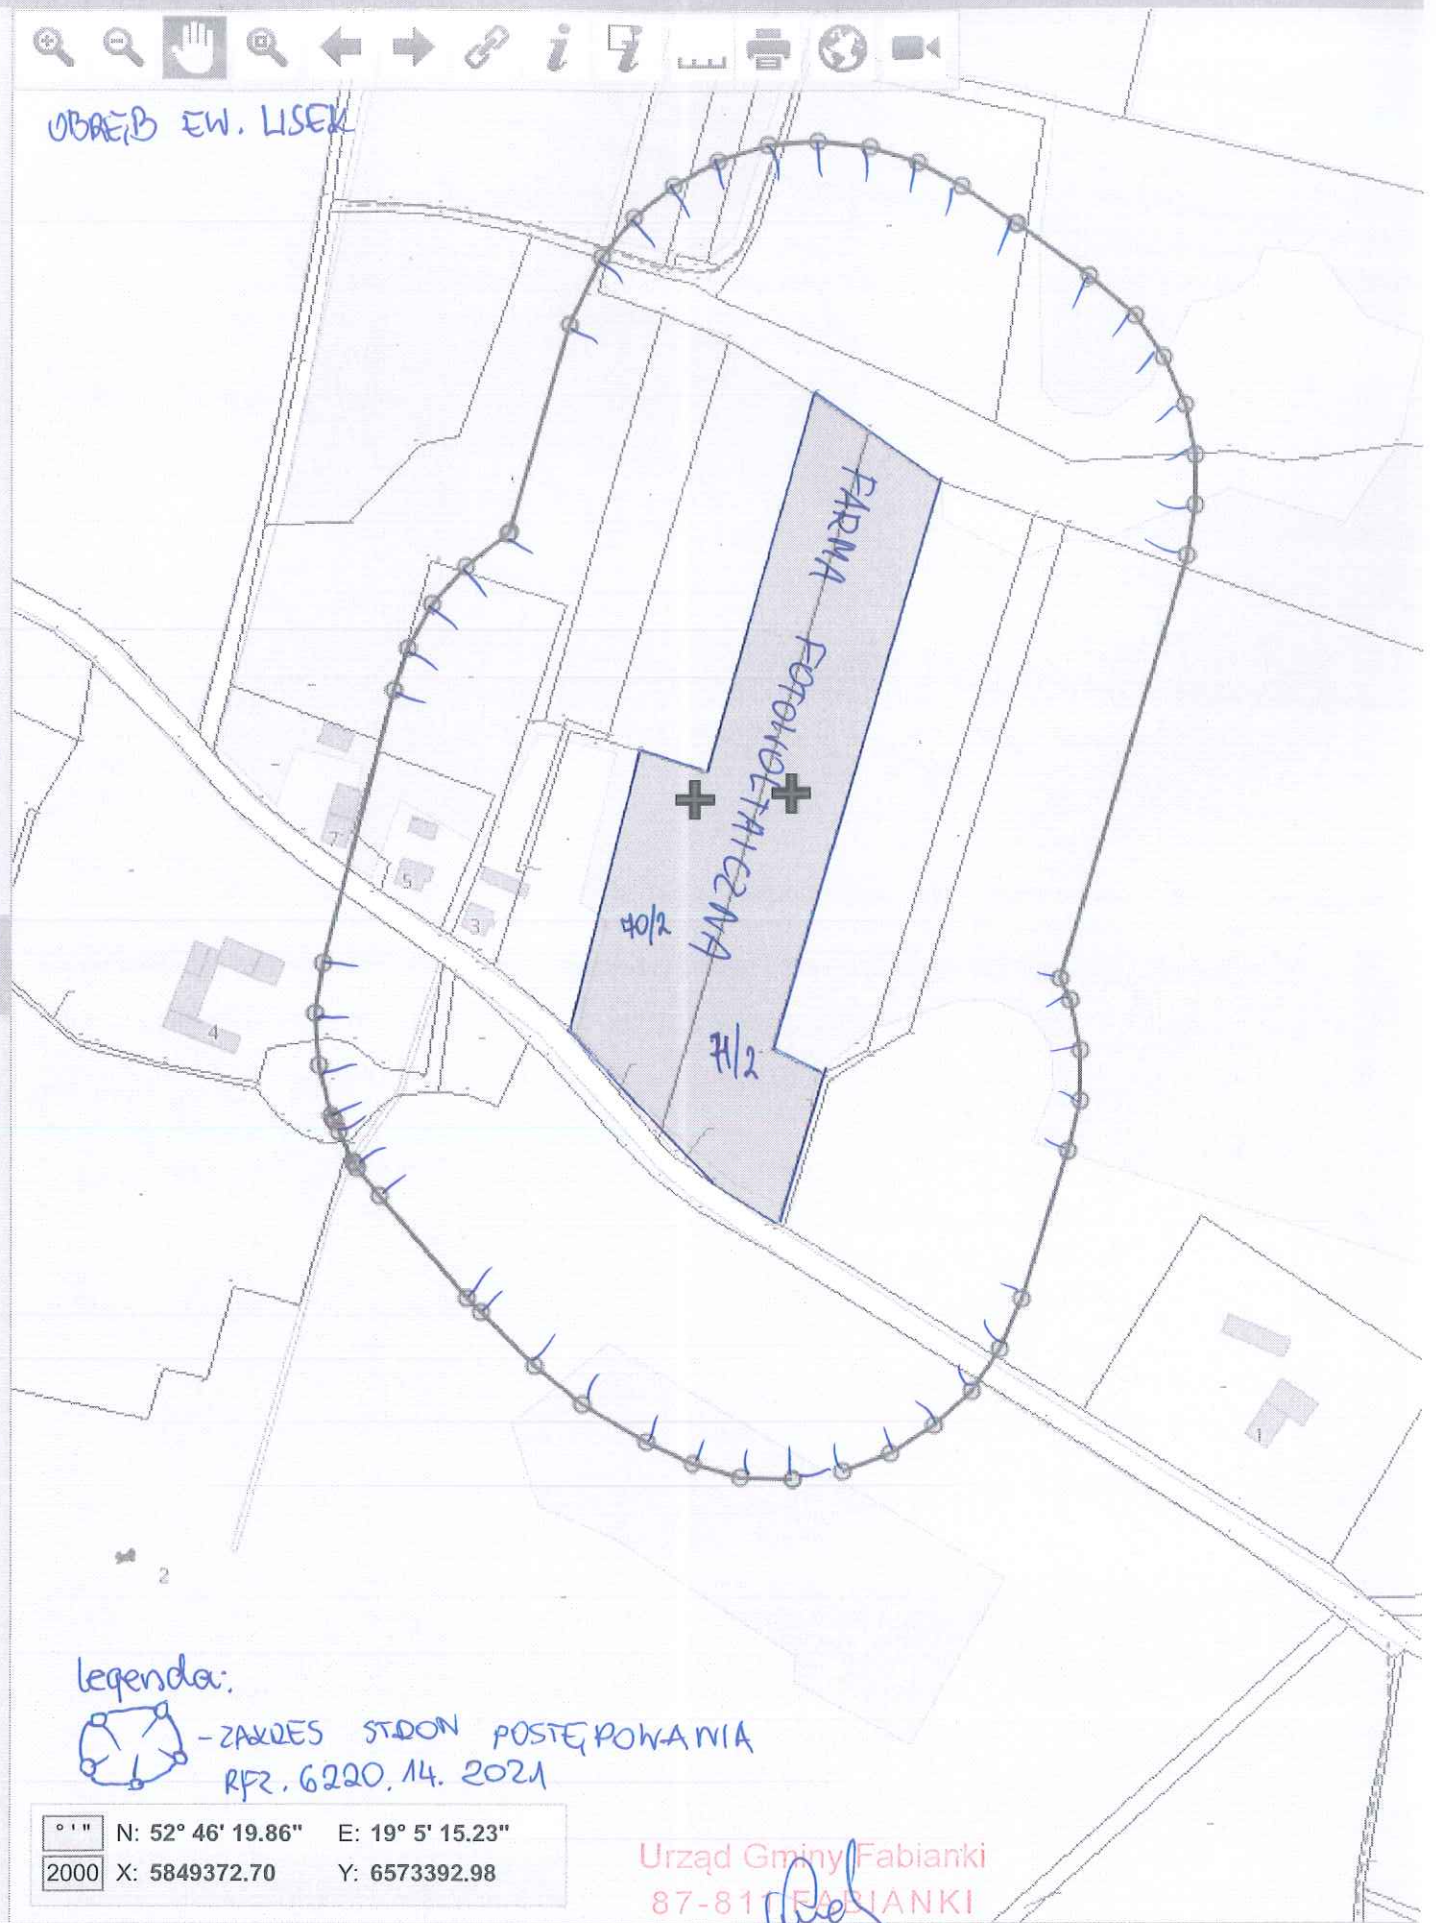 OBRĘB EW. LISEK
FARMA FOTOWOLTAICZNA
70/2
71/2
7
5
3
4
1
2
legenda:
- ZAKRES STRON POSTĘPOWANIA
RFZ. 6220. 14. 2021
° ' " N: 52° 46' 19.86" E: 19° 5' 15.23"
2000 X: 5849372.70 Y: 6573392.98
Urząd Gminy Fabianki
87-811 FABIANKI